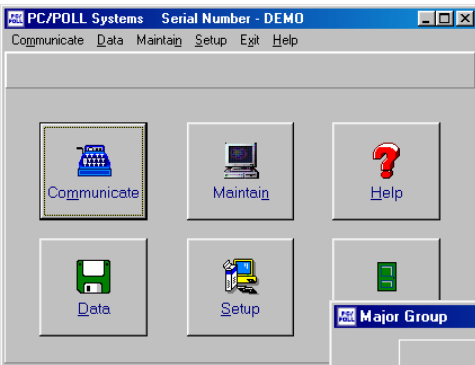 PC/POLL Systems Serial Number - DEMO
Communicate Data Maintain Setup Exit Help
Communicate Maintain Help
Data Setup
Major Group